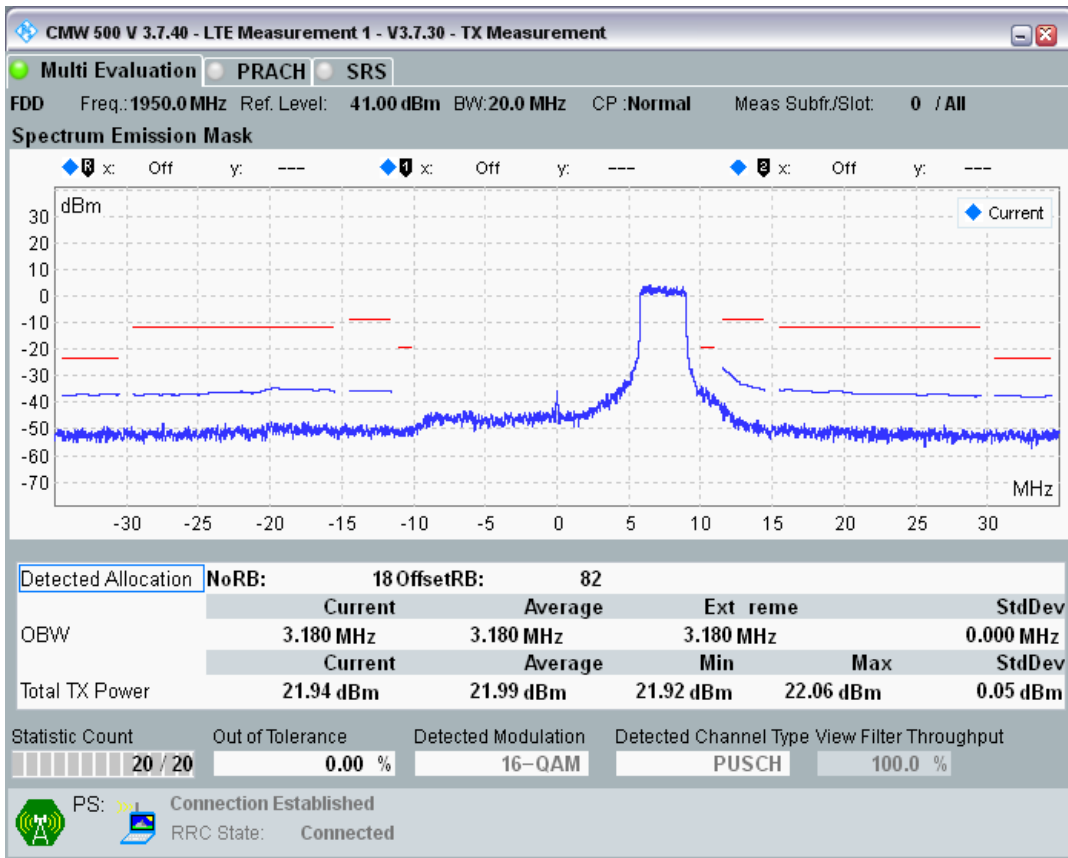 CMW 500 V 3.7.40 - LTE Measurement 1 - V3.7.30 - TX Measurement
Multi Evaluation PRACH SRS
FDD Freq.: 1950.0 MHz Ref. Level: 41.00 dBm BW: 20.0 MHz CP : Normal Meas Subfr./Slot: 0 / All
Spectrum Emission Mask
R x: Off y: --- 1 x: Off y: --- 2 x: Off y: ---
dBm
Current
30
20
10
0
-10
-20
-30
-40
-50
-60
-70
MHz
-30 -25 -20 -15 -10 -5 0 5 10 15 20 25 30
Detected Allocation NoRB: 18 OffsetRB: 82
Current Average Ext reme StdDev
OBW 3.180 MHz 3.180 MHz 3.180 MHz 0.000 MHz
Current Average Min Max StdDev
Total TX Power 21.94 dBm 21.99 dBm 21.92 dBm 22.06 dBm 0.05 dBm
Statistic Count Out of Tolerance Detected Modulation Detected Channel Type View Filter Throughput
20 / 20 0.00 % 16-QAM PUSCH 100.0 %
PS: Connection Established
RRC State: Connected